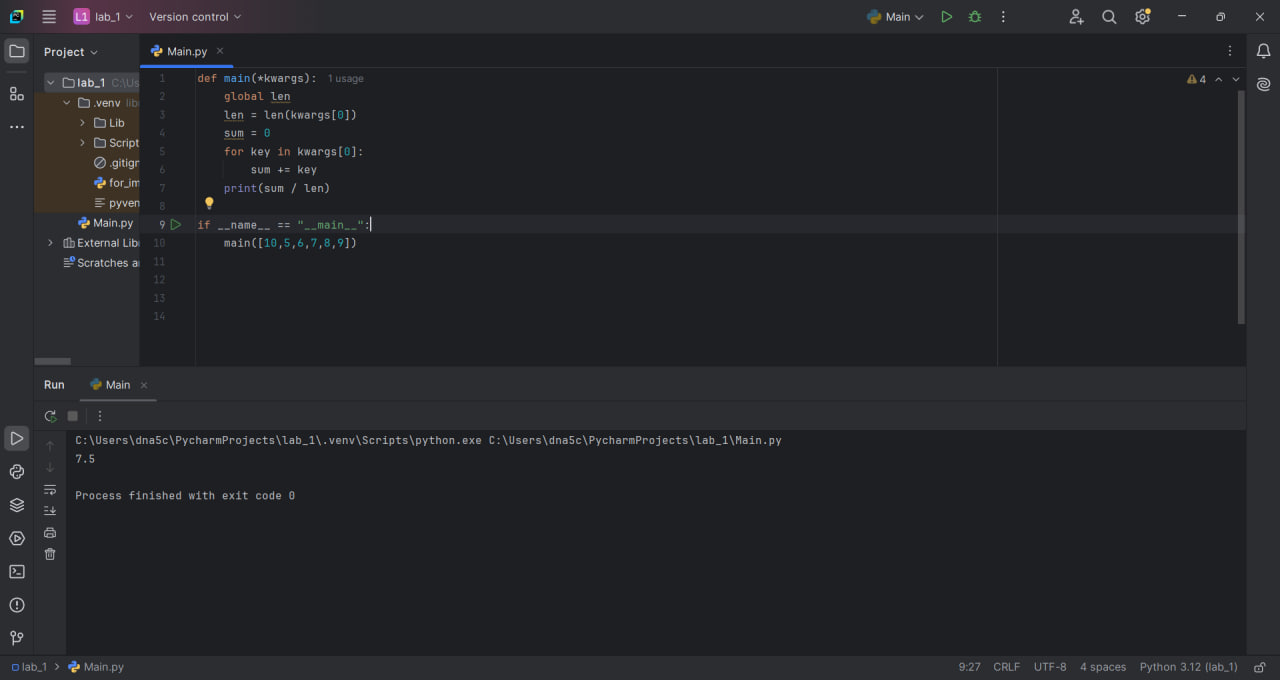 L1 lab_1 Version control Main
Project
Main.py
lab_1 C:\Us
.venv lib
Lib
Script
.gitign
for_im
pyven
Main.py
External Lib
Scratches a
1 def main(*kwargs): 1 usage
2 global len
3 len = len(kwargs[0])
4 sum = 0
5 for key in kwargs[0]:
6 sum += key
7 print(sum / len)
8
9 if __name__ == "__main__":
10 main([10,5,6,7,8,9])
11
12
13
14
4
Run Main
C:\Users\dna5c\PycharmProjects\lab_1\.venv\Scripts\python.exe C:\Users\dna5c\PycharmProjects\lab_1\Main.py
7.5
Process finished with exit code 0
lab_1 > Main.py 9:27 CRLF UTF-8 4 spaces Python 3.12 (lab_1)